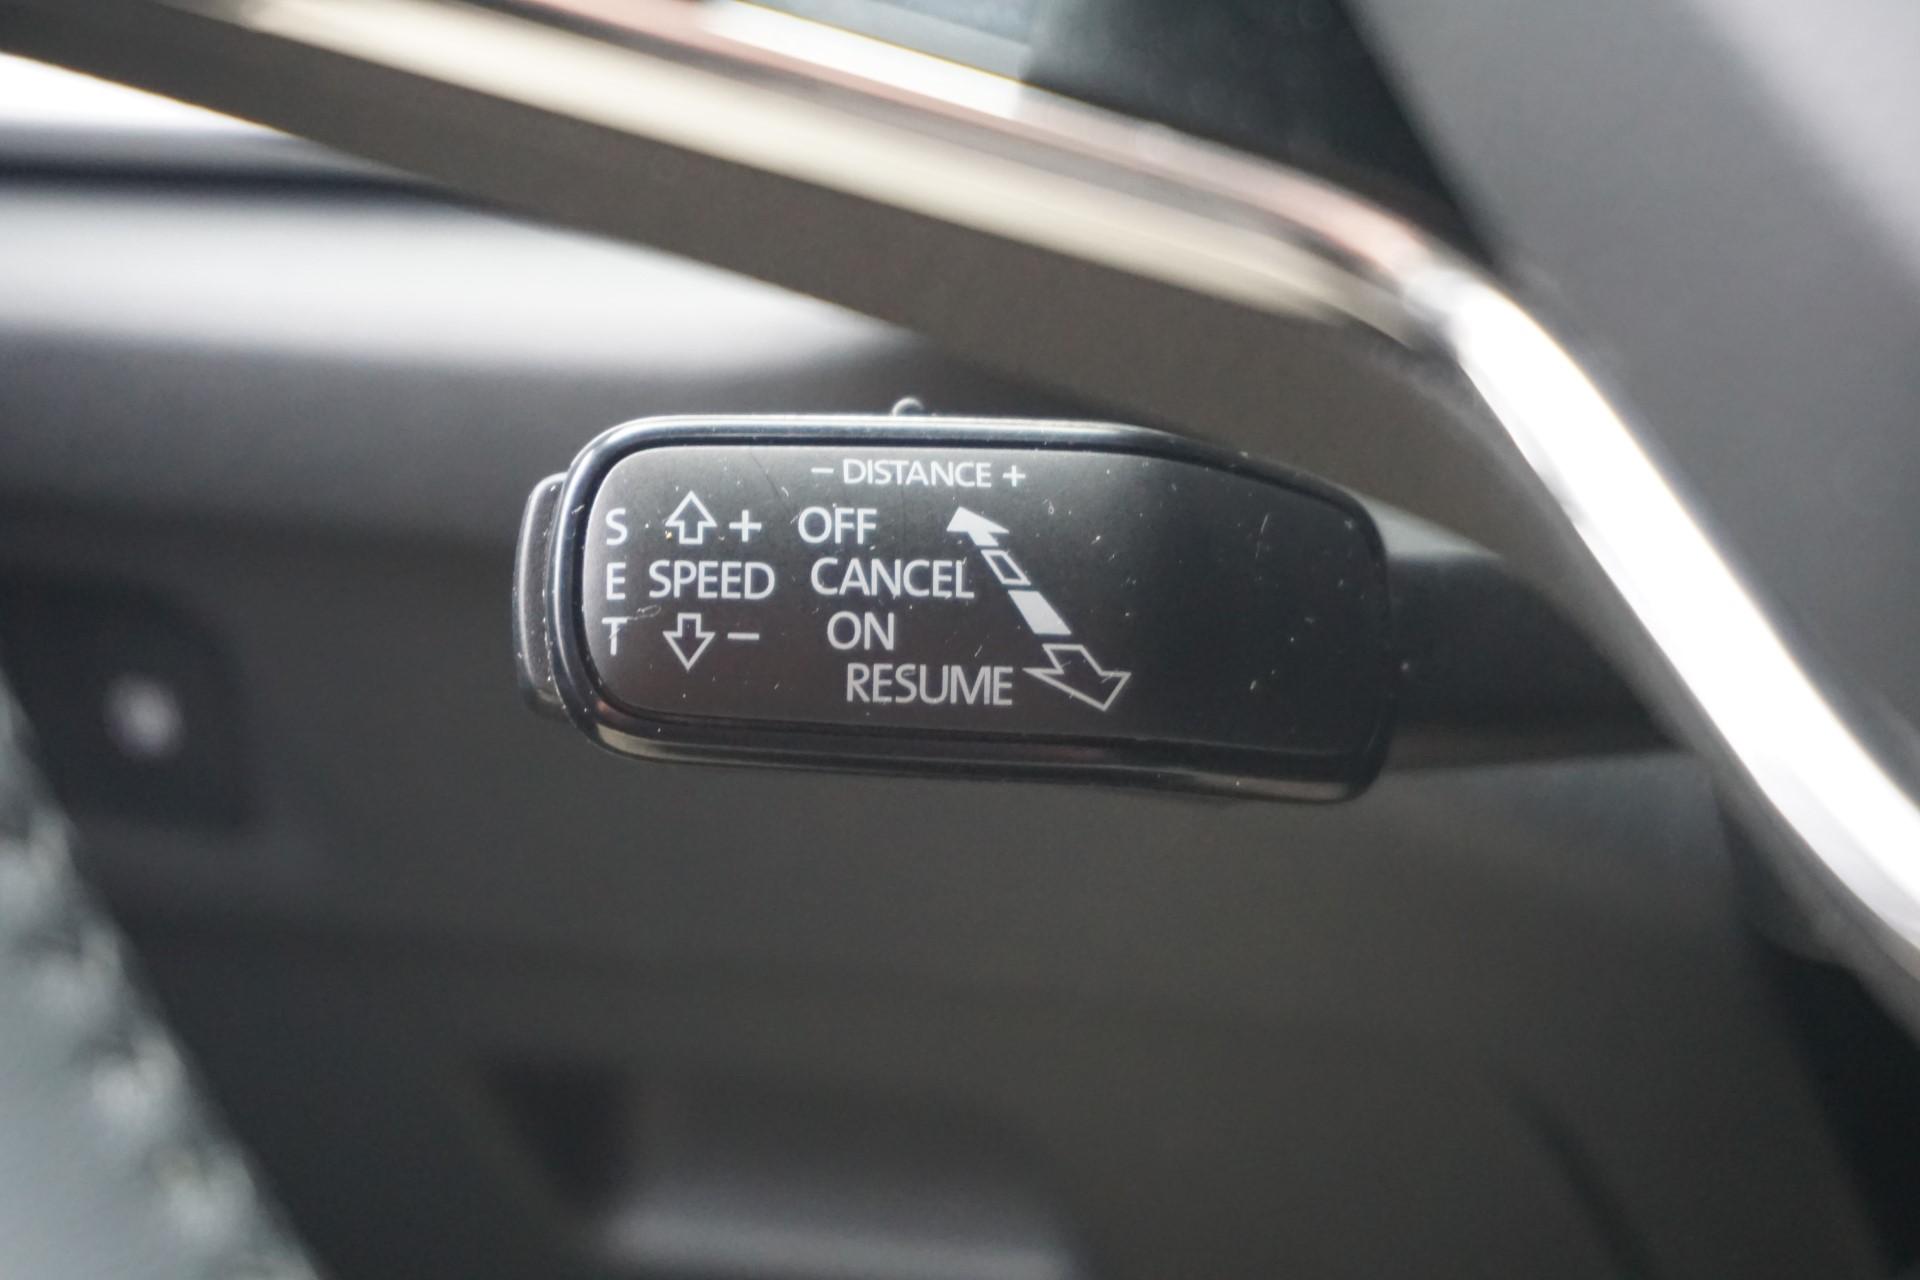 − DISTANCE +
S + OFF
E SPEED CANCEL
T − ON
RESUME